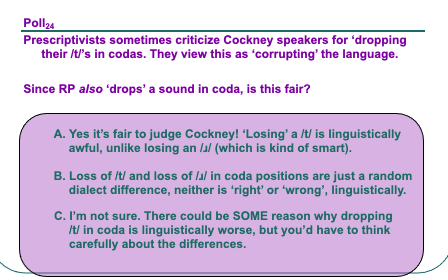 Poll24
Prescriptivists sometimes criticize Cockney speakers for ‘dropping
their /t/’s in codas. They view this as ‘corrupting’ the language.
Since RP also ‘drops’ a sound in coda, is this fair?
A. Yes it’s fair to judge Cockney! ‘Losing’ a /t/ is linguistically
awful, unlike losing an /ɹ/ (which is kind of smart).
B. Loss of /t/ and loss of /ɹ/ in coda positions are just a random
dialect difference, neither is ‘right’ or ‘wrong’, linguistically.
C. I’m not sure. There could be SOME reason why dropping
/t/ in coda is linguistically worse, but you’d have to think
carefully about the differences.